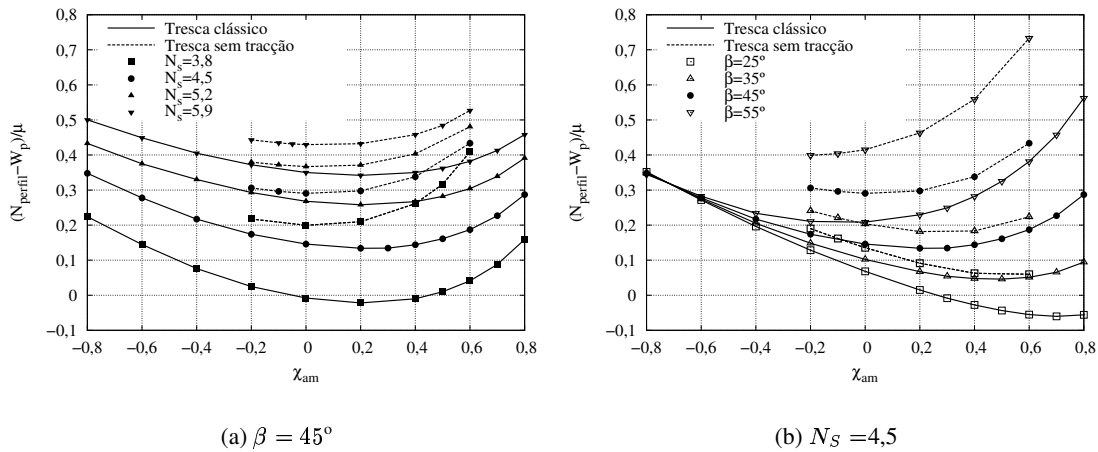 0,8
0,7
0,6
0,5
0,4
0,3
0,2
0,1
0
−0,1
−0,8 −0,6 −0,4 −0,2 0 0,2 0,4 0,6 0,8
(N_perfil−W_p)/μ
χ_am
Tresca clássico
Tresca sem tracção
N_s=3,8
N_s=4,5
N_s=5,2
N_s=5,9
(a) β = 45º
0,8
0,7
0,6
0,5
0,4
0,3
0,2
0,1
0
−0,1
−0,8 −0,6 −0,4 −0,2 0 0,2 0,4 0,6 0,8
(N_perfil−W_p)/μ
χ_am
Tresca clássico
Tresca sem tracção
β=25º
β=35º
β=45º
β=55º
(b) N_S =4,5